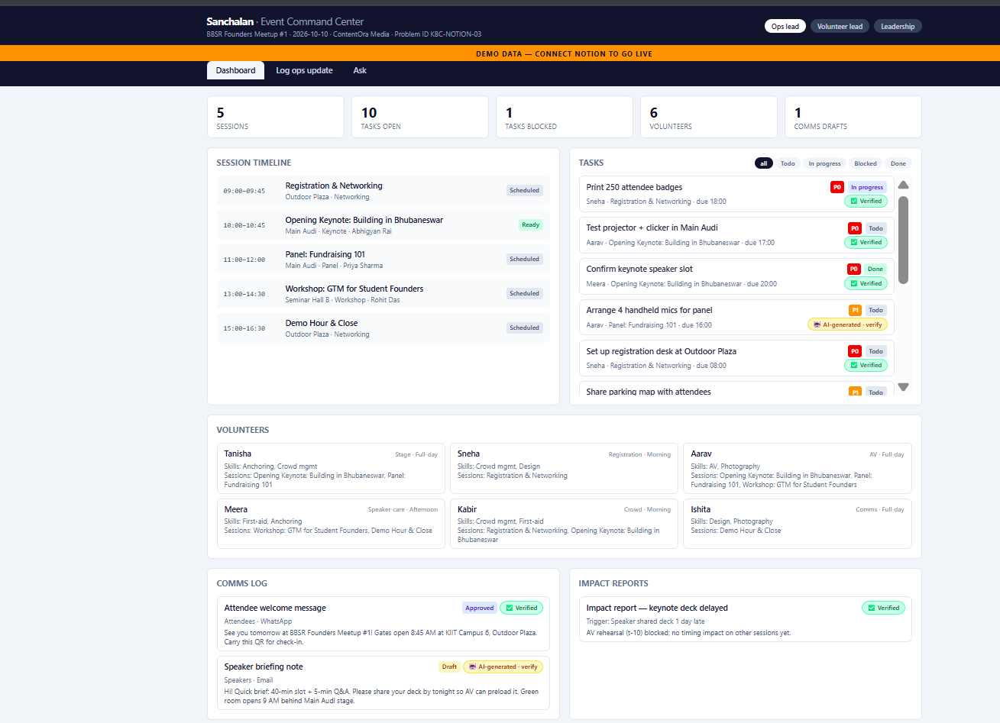 Sanchalan · Event Command Center
BBSR Founders Meetup #1 · 2026-10-10 · ContentOra Media · Problem ID KBC-NOTION-03
Ops lead
Volunteer lead
Leadership
DEMO DATA — CONNECT NOTION TO GO LIVE
Dashboard
Log ops update
Ask
5
SESSIONS
10
TASKS OPEN
1
TASKS BLOCKED
6
VOLUNTEERS
1
COMMS DRAFTS
SESSION TIMELINE
09:00–09:45
Registration & Networking
Outdoor Plaza · Networking
Scheduled
10:00–10:45
Opening Keynote: Building in Bhubaneswar
Main Audi · Keynote · Abhigyan Rai
Ready
11:00–12:00
Panel: Fundraising 101
Main Audi · Panel · Priya Sharma
Scheduled
13:00–14:30
Workshop: GTM for Student Founders
Seminar Hall B · Workshop · Rohit Das
Scheduled
15:00–16:30
Demo Hour & Close
Outdoor Plaza · Networking
Scheduled
TASKS
all
Todo
In progress
Blocked
Done
Print 250 attendee badges
P0 In progress
Sneha · Registration & Networking · due 18:00
✅ Verified
Test projector + clicker in Main Audi
P0 Todo
Aarav · Opening Keynote: Building in Bhubaneswar · due 17:00
✅ Verified
Confirm keynote speaker slot
P0 Done
Meera · Opening Keynote: Building in Bhubaneswar · due 20:00
✅ Verified
Arrange 4 handheld mics for panel
P1 Todo
Aarav · Panel: Fundraising 101 · due 16:00
AI-generated · verify
Set up registration desk at Outdoor Plaza
P0 Todo
Sneha · Registration & Networking · due 08:00
✅ Verified
Share parking map with attendees
P1 Todo
VOLUNTEERS
Tanisha
Stage · Full-day
Skills: Anchoring, Crowd mgmt
Sessions: Opening Keynote: Building in Bhubaneswar, Panel:
Fundraising 101
Sneha
Registration · Morning
Skills: Crowd mgmt, Design
Sessions: Registration & Networking
Aarav
AV · Full-day
Skills: AV, Photography
Sessions: Opening Keynote: Building in Bhubaneswar, Panel:
Fundraising 101, Workshop: GTM for Student Founders
Meera
Speaker-care · Afternoon
Skills: First-aid, Anchoring
Sessions: Workshop: GTM for Student Founders, Demo Hour & Close
Kabir
Crowd · Morning
Skills: Crowd mgmt, First-aid
Sessions: Registration & Networking, Opening Keynote: Building in
Bhubaneswar
Ishita
Comms · Full-day
Skills: Design, Photography
Sessions: Demo Hour & Close
COMMS LOG
Attendee welcome message
Approved
✅ Verified
Attendees · WhatsApp
See you tomorrow at BBSR Founders Meetup #1! Gates open 8:45 AM at KIIT Campus 6, Outdoor Plaza.
Carry this QR for check-in.
Speaker briefing note
Draft
AI-generated · verify
Speakers · Email
Hi! Quick brief: 40-min slot + 5-min Q&A. Please share your deck by tonight so AV can preload it. Green
room opens 9 AM behind Main Audi stage.
IMPACT REPORTS
Impact report — keynote deck delayed
✅ Verified
Trigger: Speaker shared deck 1 day late
AV rehearsal (t-10) blocked; no timing impact on other sessions yet.